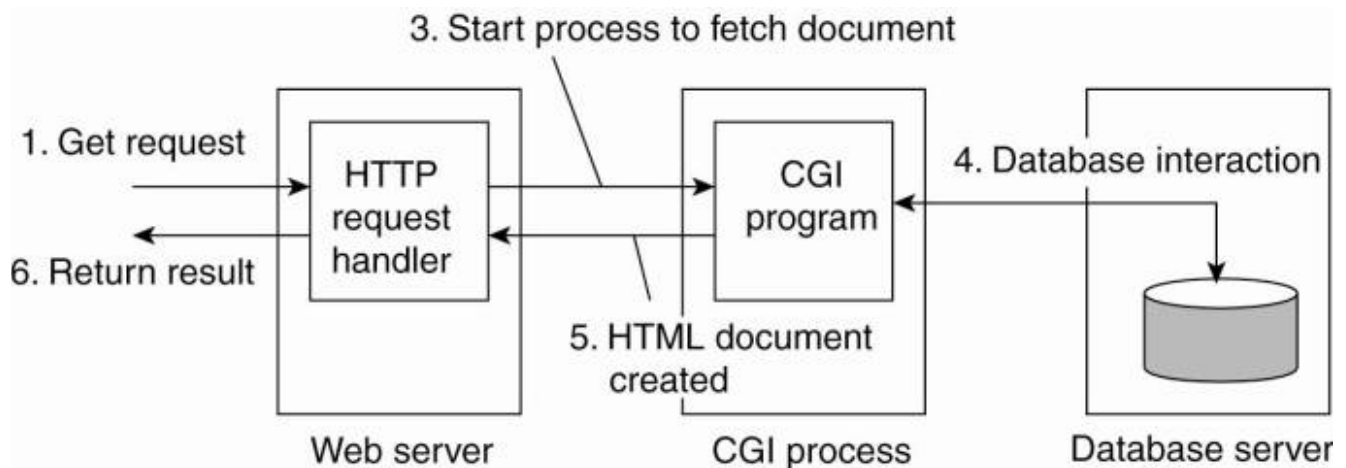 3. Start process to fetch document
1. Get request
HTTP
request
handler
CGI
program
4. Database interaction
6. Return result
5. HTML document
created
Web server
CGI process
Database server